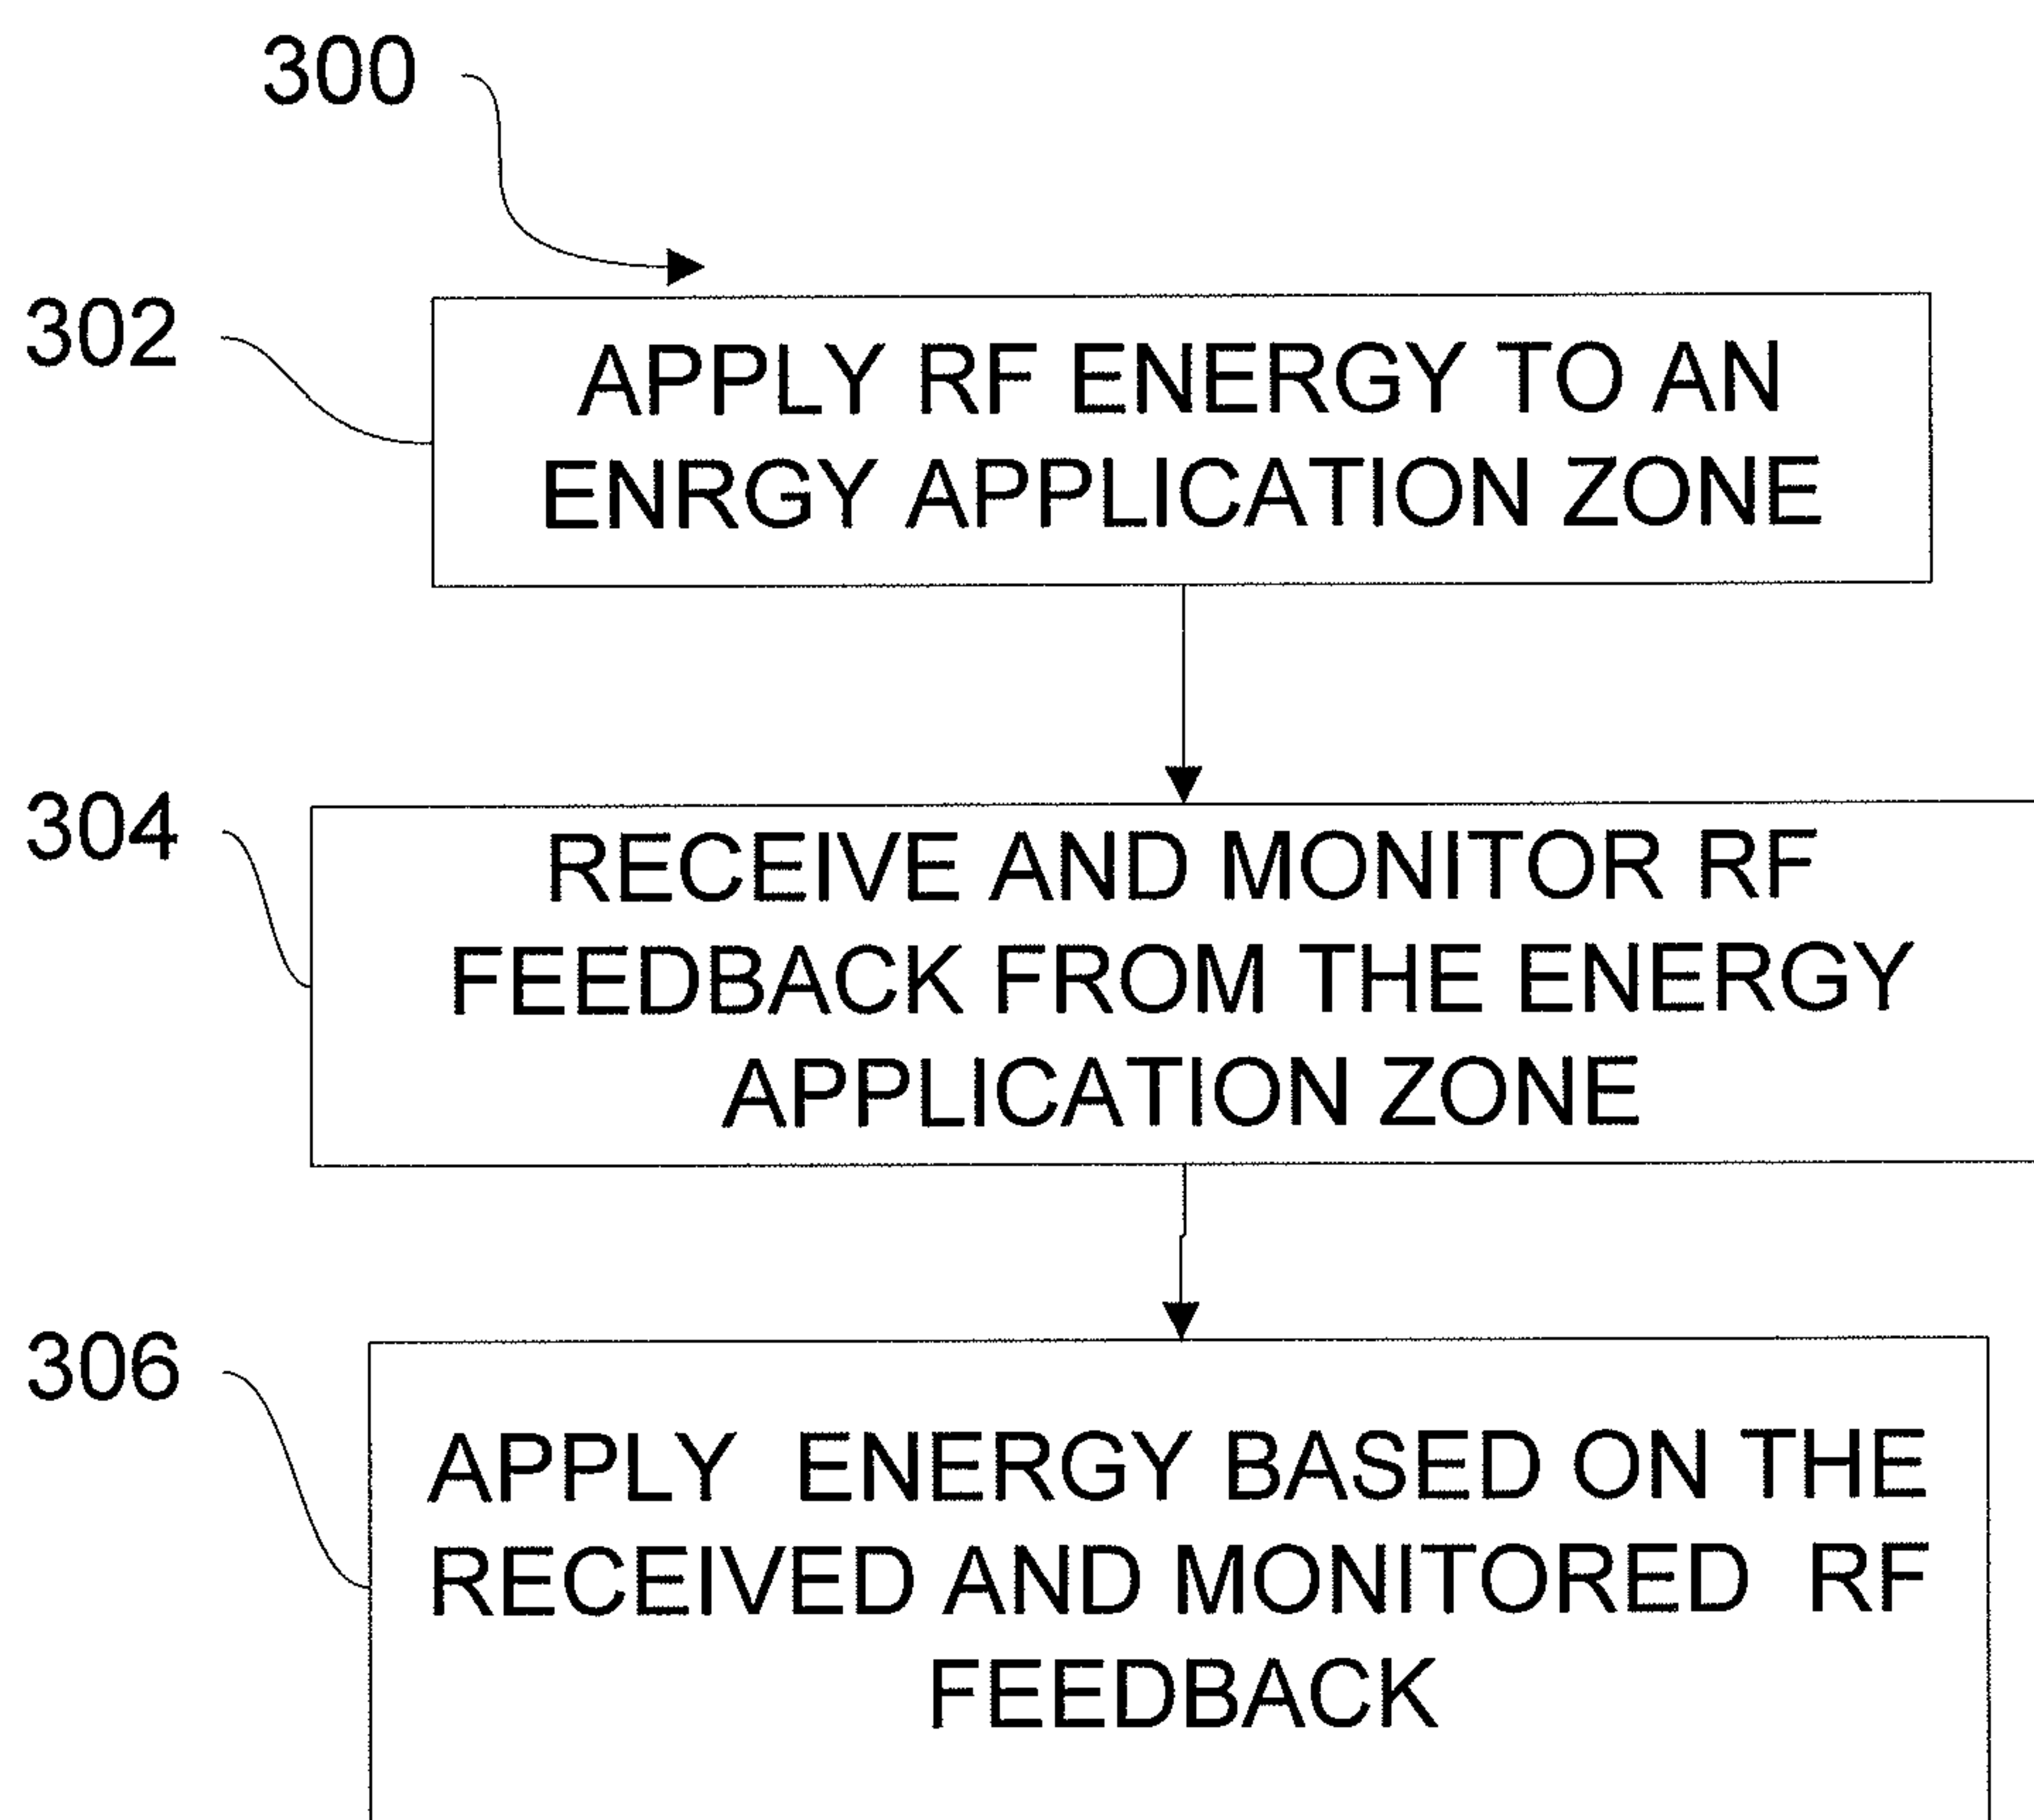 300
302
APPLY RF ENERGY TO AN
ENRGY APPLICATION ZONE
304
RECEIVE AND MONITOR RF
FEEDBACK FROM THE ENERGY
APPLICATION ZONE
306
APPLY ENERGY BASED ON THE
RECEIVED AND MONITORED RF
FEEDBACK